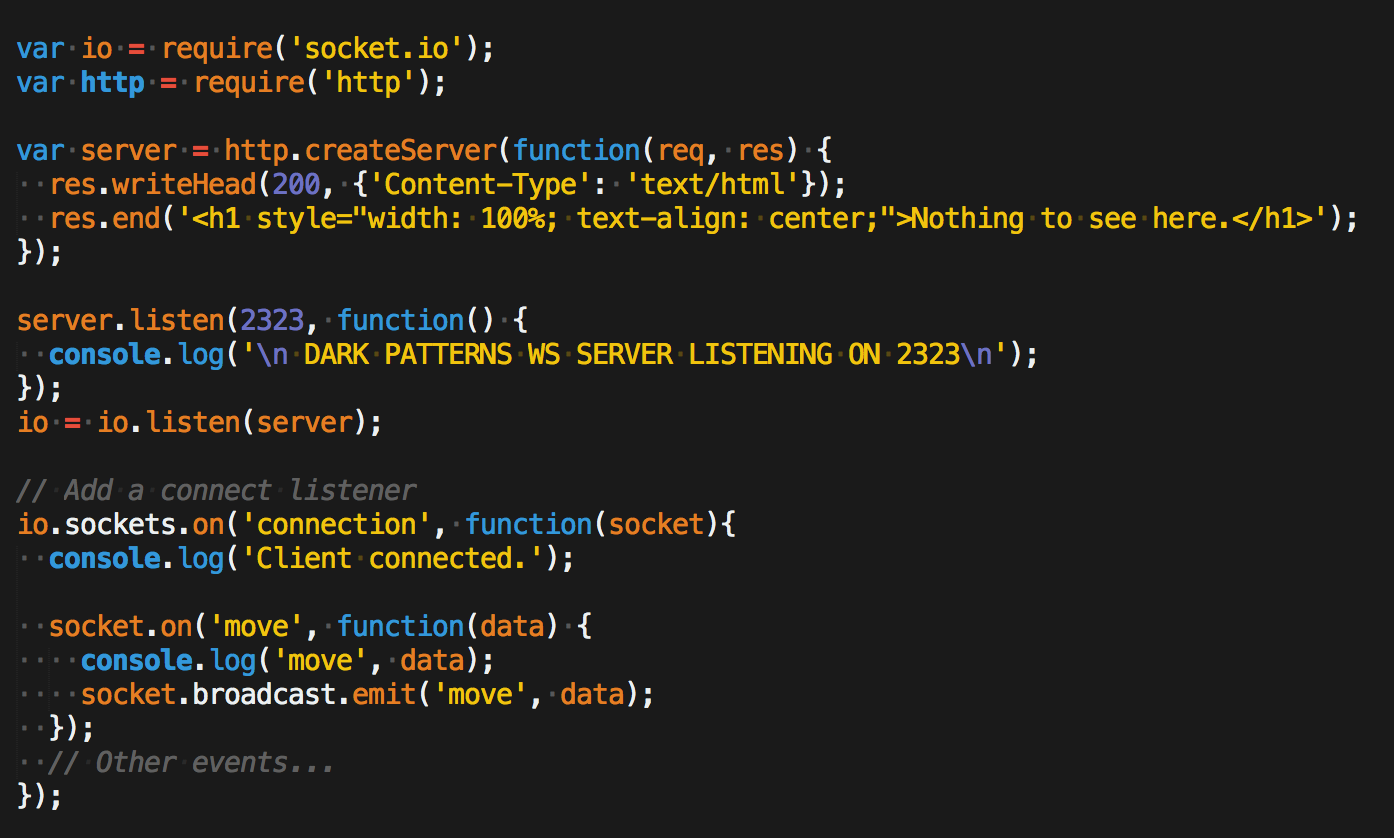 var io = require('socket.io');
var http = require('http');

var server = http.createServer(function(req, res) {
  res.writeHead(200, {'Content-Type': 'text/html'});
  res.end('<h1 style="width: 100%; text-align: center;">Nothing to see here.</h1>');
});

server.listen(2323, function() {
  console.log('\n DARK PATTERNS WS SERVER LISTENING ON 2323\n');
});
io = io.listen(server);

// Add a connect listener
io.sockets.on('connection', function(socket){
  console.log('Client connected.');

  socket.on('move', function(data) {
    console.log('move', data);
    socket.broadcast.emit('move', data);
  });
  // Other events...
});